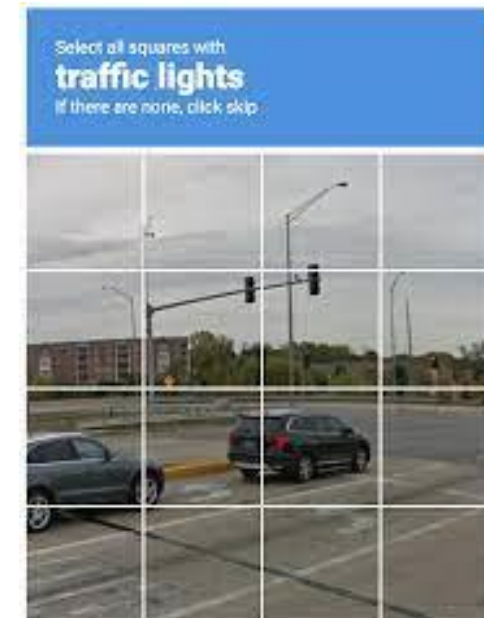 Select all squares with
traffic lights
If there are none, click skip